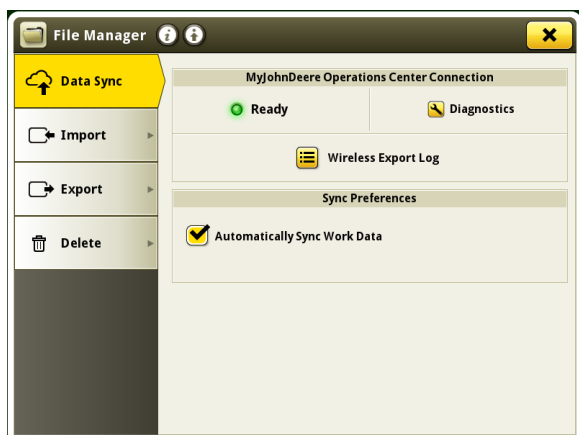 File Manager
Data Sync
Import
Export
Delete
MyJohnDeere Operations Center Connection
Ready
Diagnostics
Wireless Export Log
Sync Preferences
Automatically Sync Work Data